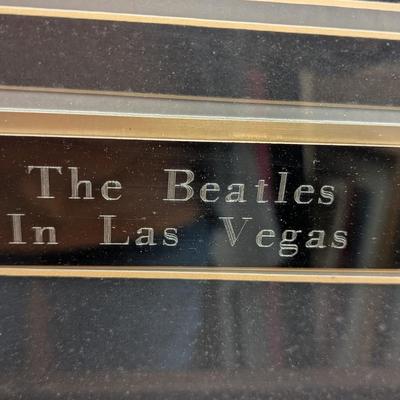 The Beatles
In Las Vegas